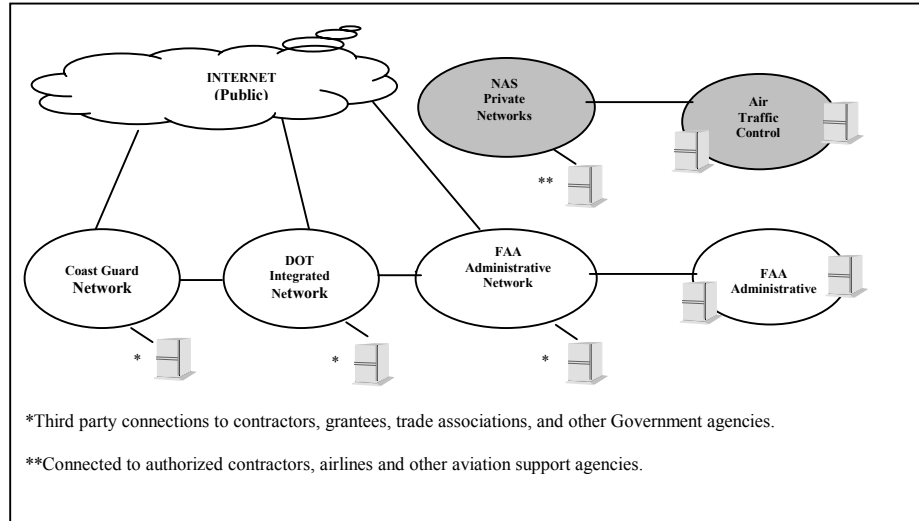 INTERNET
(Public)
NAS
Private
Networks
Air
Traffic
Control
**
Coast Guard
Network
DOT
Integrated
Network
FAA
Administrative
Network
FAA
Administrative
*
*
*
*Third party connections to contractors, grantees, trade associations, and other Government agencies.
**Connected to authorized contractors, airlines and other aviation support agencies.